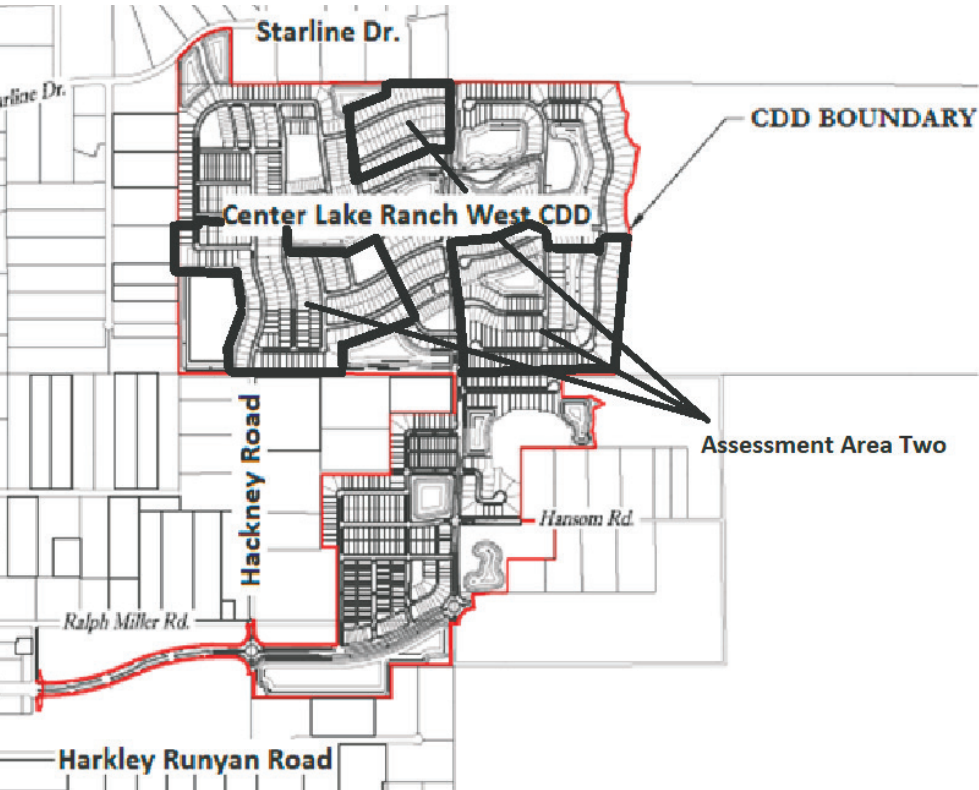 Starline Dr.
arline Dr.
CDD BOUNDARY
Center Lake Ranch West CDD
Assessment Area Two
Hackney Road
Hansom Rd.
Ralph Miller Rd.
Harkley Runyan Road